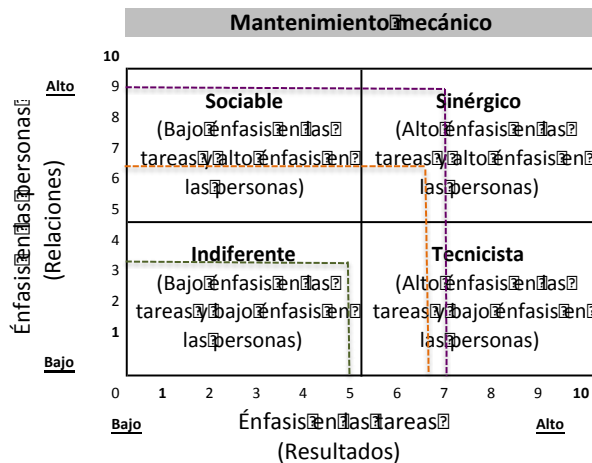 Mantenimiento mecánico
10
Alto
9
8
7
6
5
4
3
2
1
Bajo
Énfasis en las personas
(Relaciones)
Sociable
(Bajo énfasis en las
tareas y alto énfasis en
las personas)
Sinérgico
(Alto énfasis en las
tareas y alto énfasis en
las personas)
Indiferente
(Bajo énfasis en las
tareas y bajo énfasis en
las personas)
Tecnicista
(Alto énfasis en las
tareas y bajo énfasis en
las personas)
0 1 2 3 4 5 6 7 8 9 10
Bajo
Énfasis en las tareas
Alto
(Resultados)